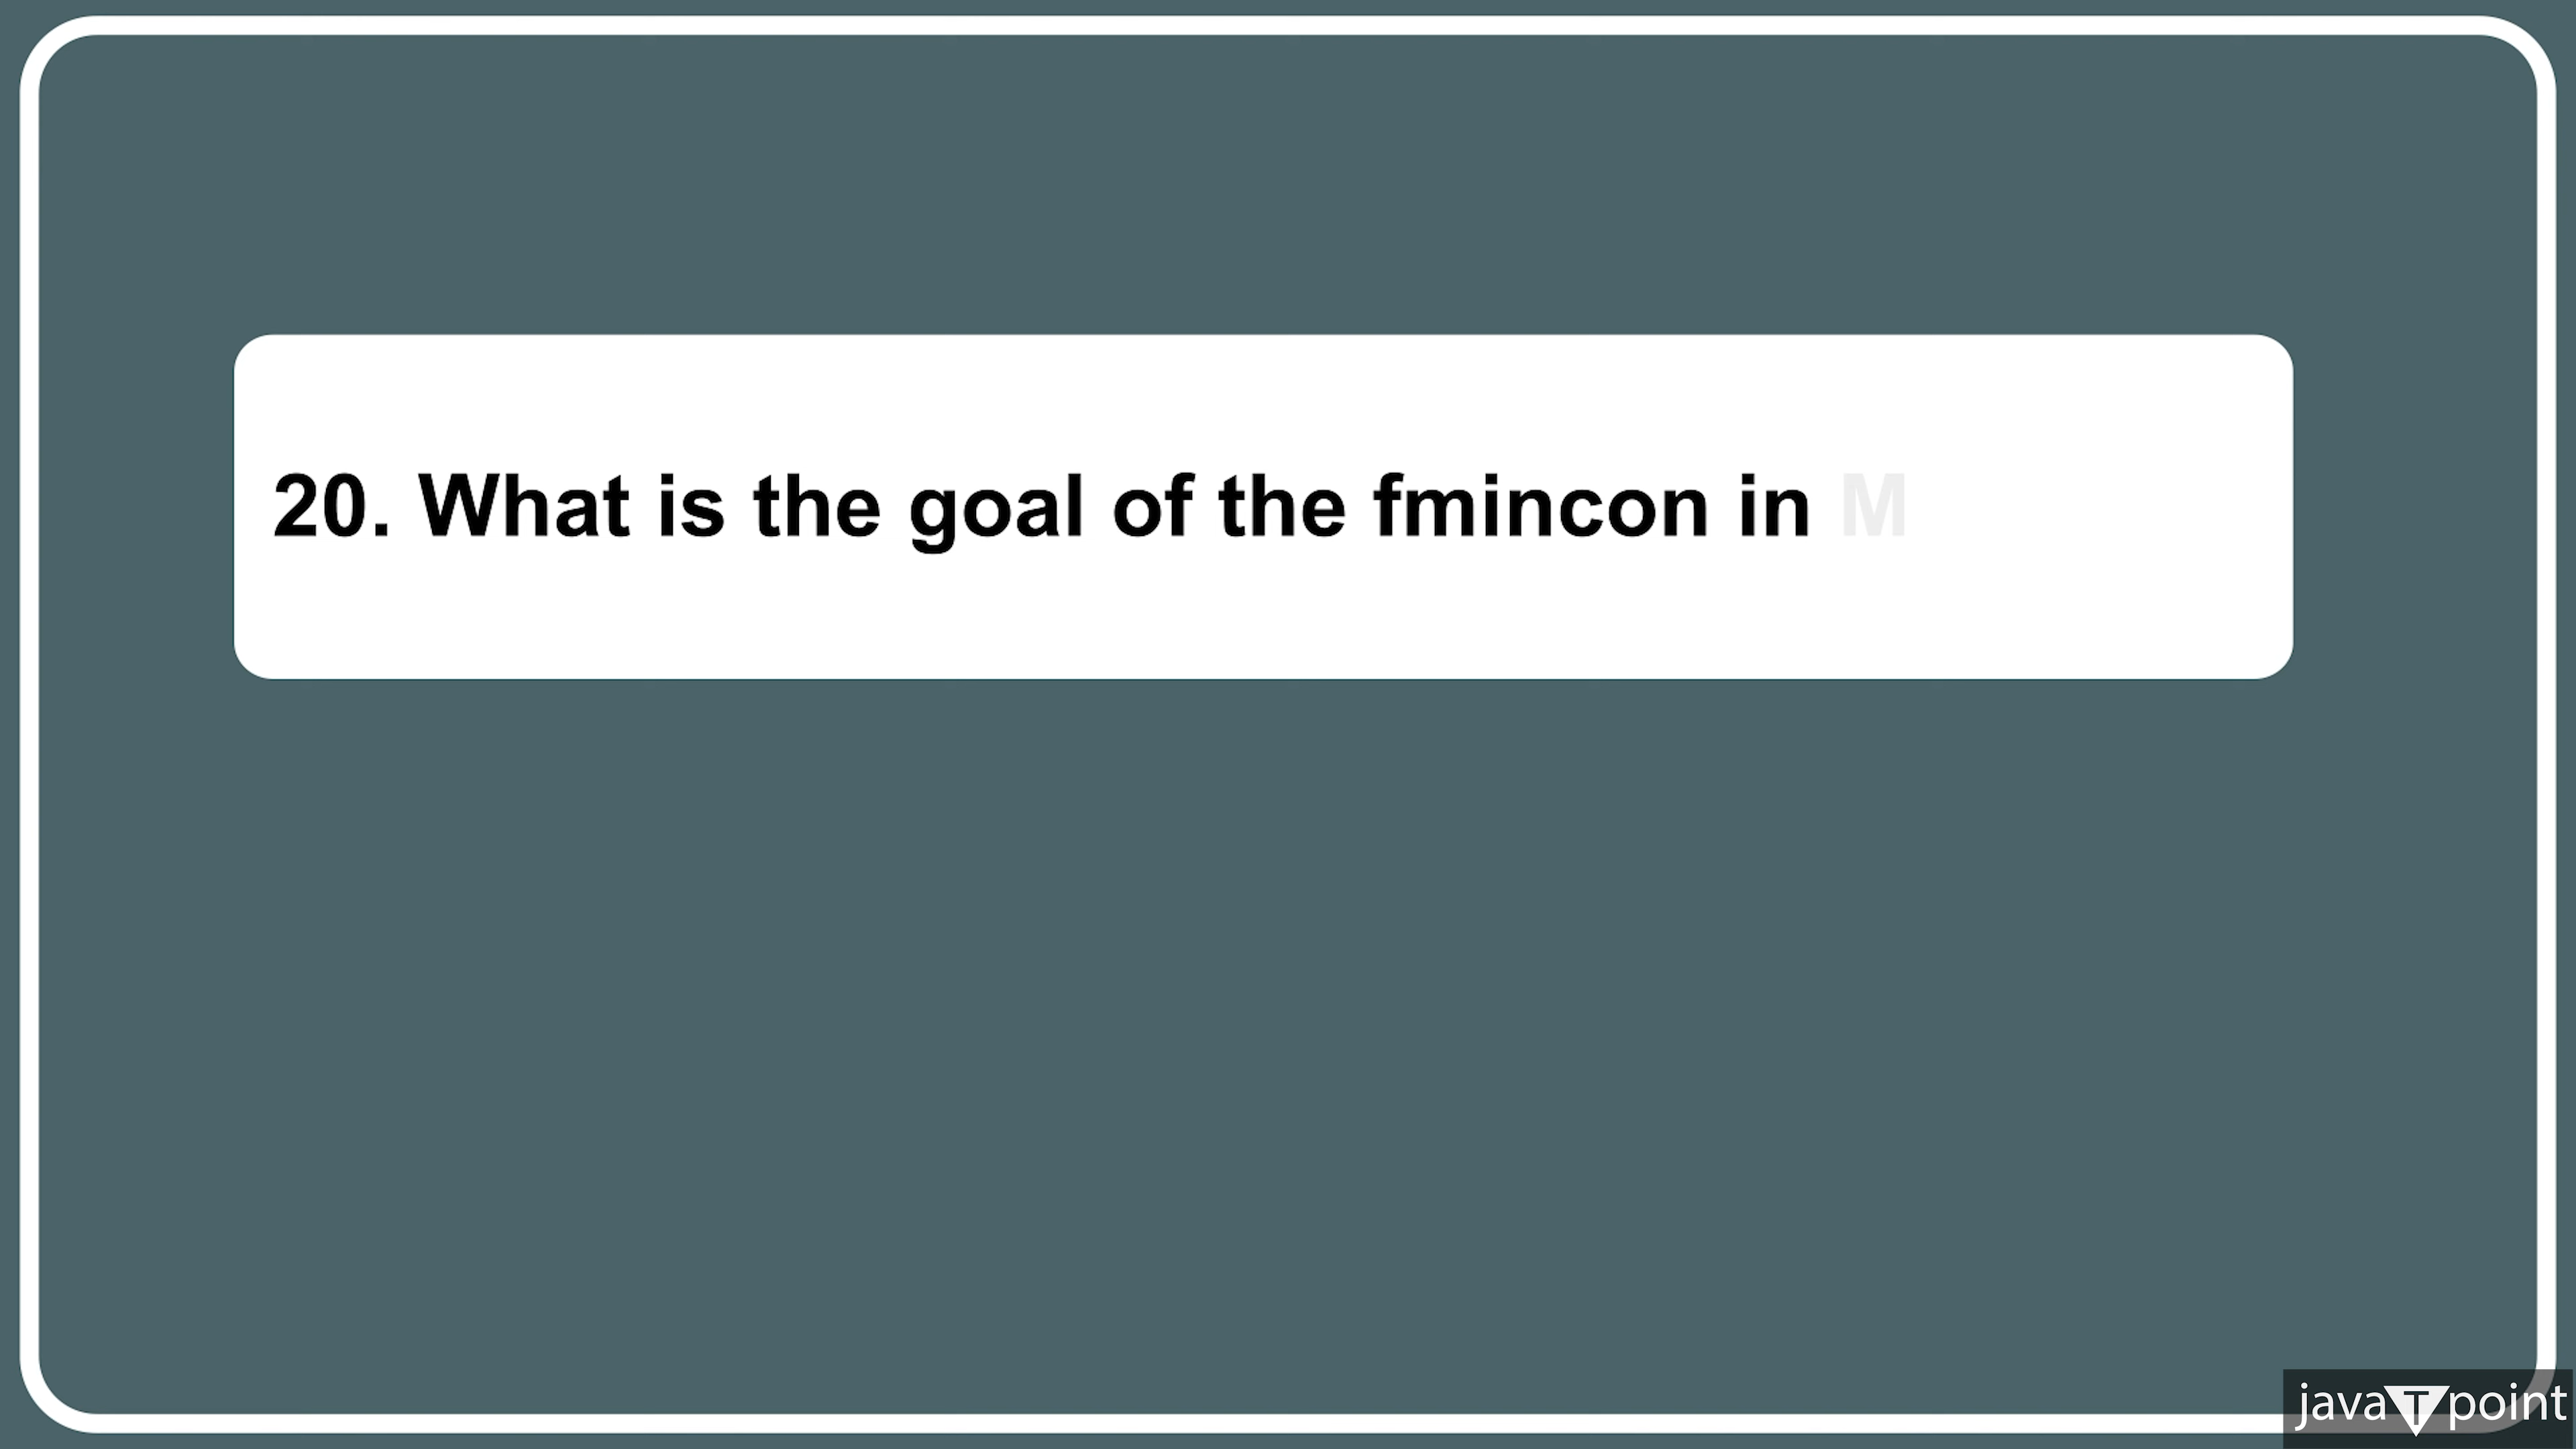 20. What is the goal of the fmincon in M
javaTpoint